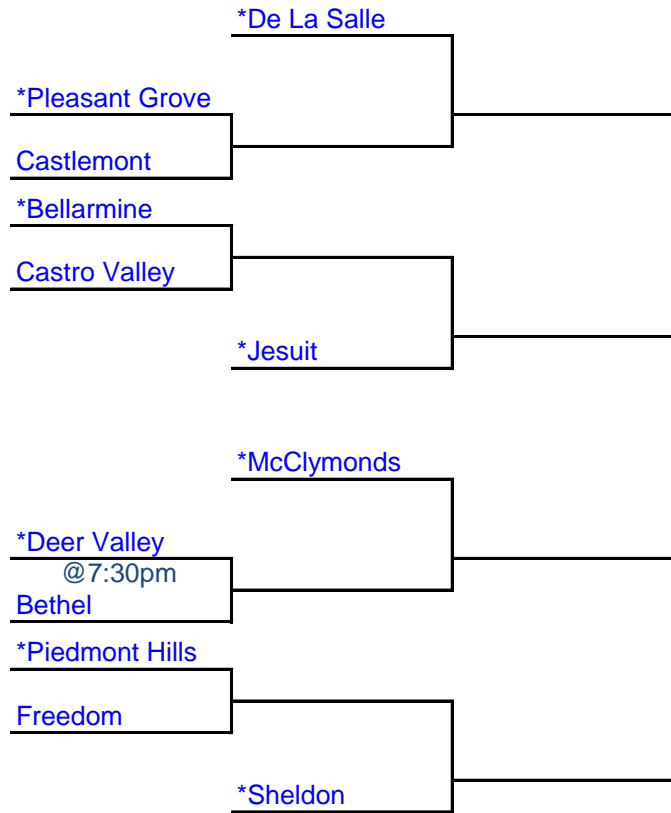 *De La Salle
*Pleasant Grove
Castlemont
*Bellarmine
Castro Valley
*Jesuit
*McClymonds
*Deer Valley
@7:30pm
Bethel
*Piedmont Hills
Freedom
*Sheldon